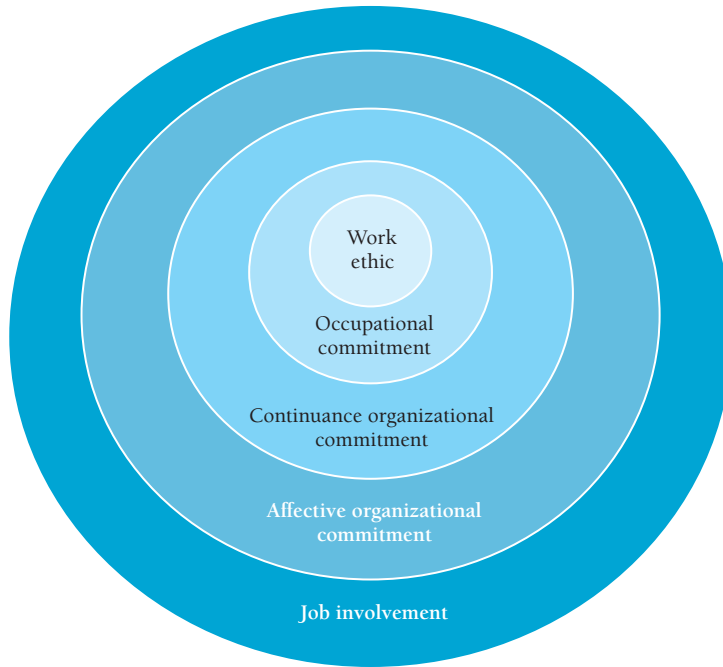 Work
ethic
Occupational
commitment
Continuance organizational
commitment
Affective organizational
commitment
Job involvement